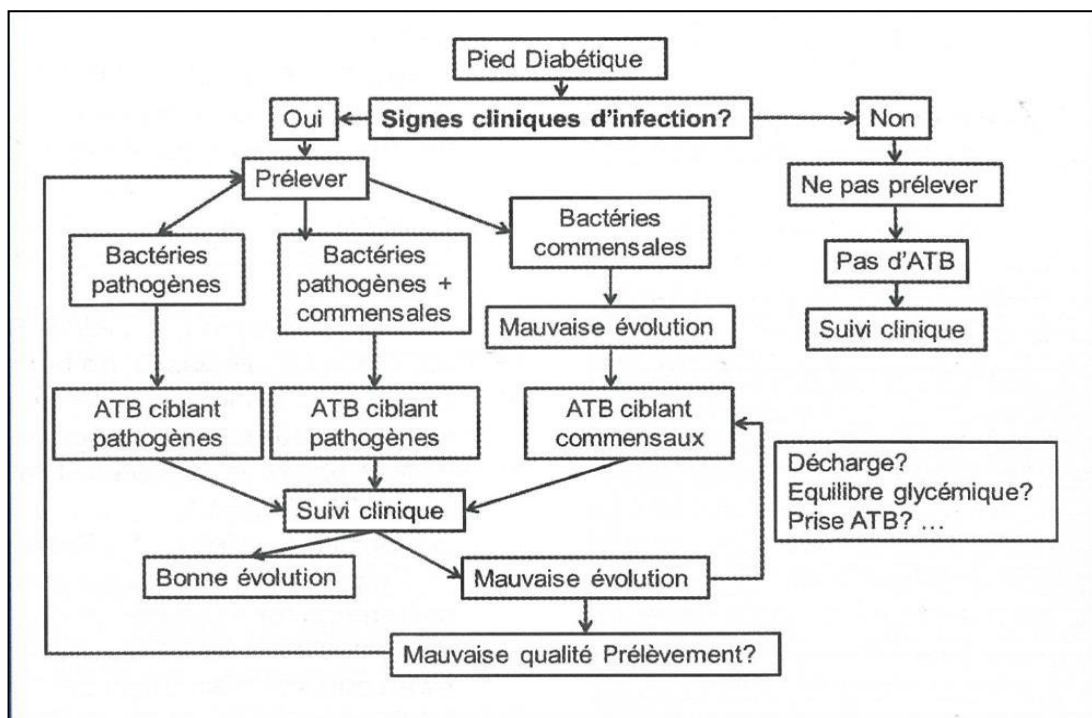 Pied Diabétique
Oui
Signes cliniques d'infection?
Non
Prélever
Ne pas prélever
Bactéries
pathogènes
Bactéries
pathogènes +
commensales
Bactéries
commensales
Pas d'ATB
Mauvaise évolution
Suivi clinique
ATB ciblant
pathogènes
ATB ciblant
pathogènes
ATB ciblant
commensaux
Décharge?
Equilibre glycémique?
Prise ATB? ...
Suivi clinique
Bonne évolution
Mauvaise évolution
Mauvaise qualité Prélèvement?